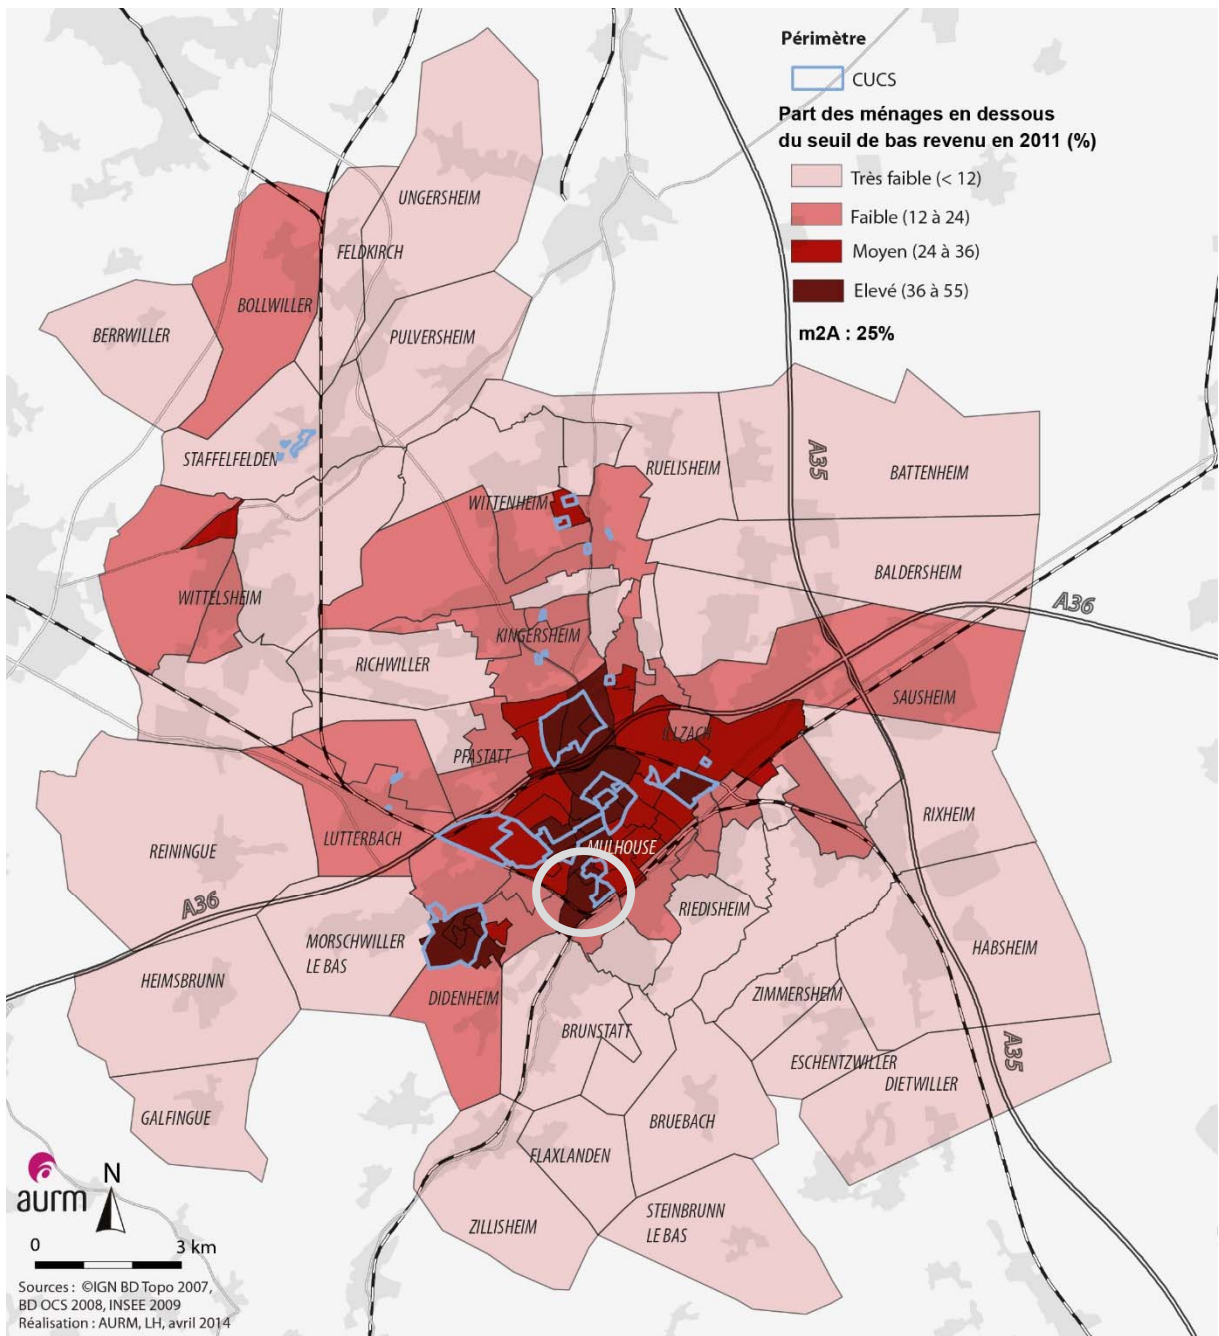 Périmètre
CUCS
Part des ménages en dessous
du seuil de bas revenu en 2011 (%)
Très faible (< 12)
Faible (12 à 24)
Moyen (24 à 36)
Elevé (36 à 55)
m2A : 25%
UNGERSHEIM
FELDKIRCH
BOLLWILLER
BERRWILLER
PULVERSHEIM
STAFFELFELDEN
RUELISHEIM
A35
BATTENHEIM
WITTENHEIM
BALDERSHEIM
WITTELSHEIM
A36
KINGERSHEIM
RICHWILLER
SAUSHEIM
ILLZACH
PFASTATT
RIXHEIM
LUTTERBACH
MULHOUSE
REININGUE
A36
RIEDISHEIM
MORSCHWILLER
LE BAS
HABSHEIM
HEIMSBRUNN
DIDENHEIM
ZIMMERSHEIM
BRUNSTATT
A35
ESCHENTZWILLER
DIETWILLER
GALFINGUE
BRUEBACH
FLAXLANDEN
STEINBRUNN
LE BAS
ZILLISHEIM
aurm
N
0 3 km
Sources : ©IGN BD Topo 2007,
BD OCS 2008, INSEE 2009
Réalisation : AURM, LH, avril 2014